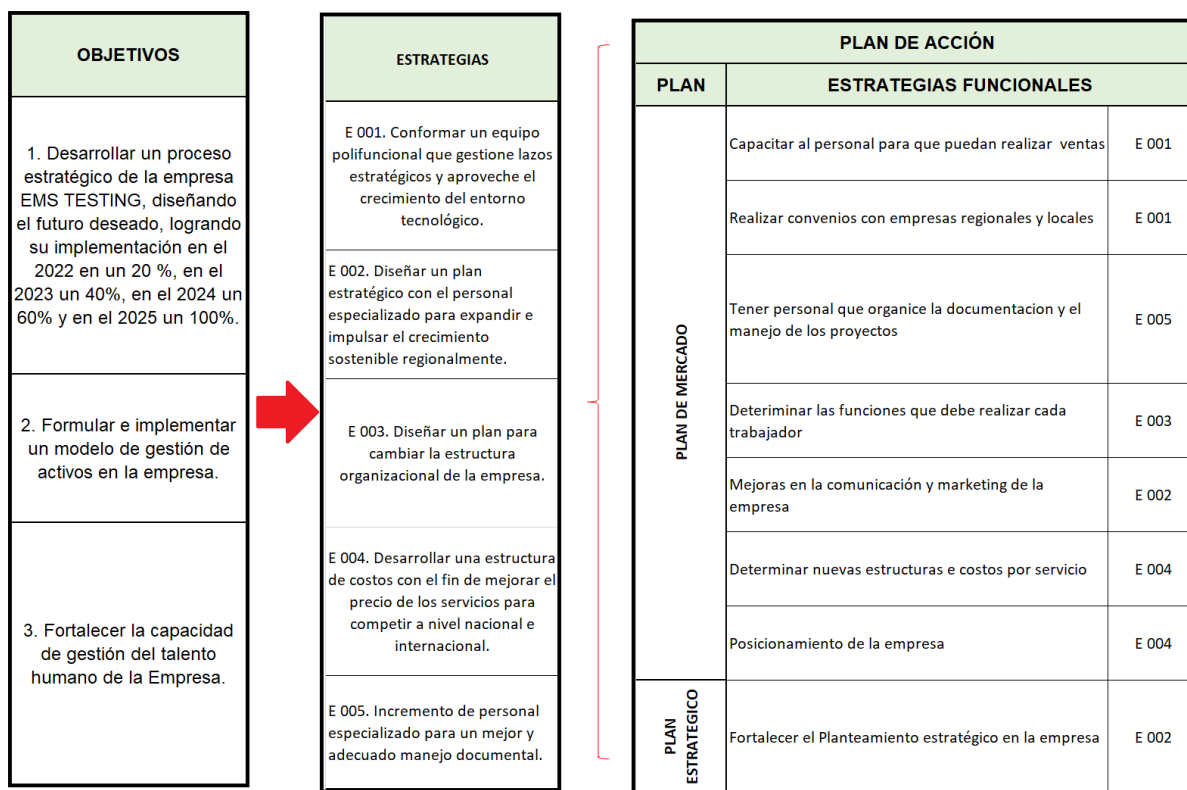 OBJETIVOS
1. Desarrollar un proceso
estratégico de la empresa
EMS TESTING, diseñando
el futuro deseado, logrando
su implementación en el
2022 en un 20 %, en el
2023 un 40%, en el 2024 un
60% y en el 2025 un 100%.
2. Formular e implementar
un modelo de gestión de
activos en la empresa.
3. Fortalecer la capacidad
de gestión del talento
humano de la Empresa.
ESTRATEGIAS
E 001. Conformar un equipo
polifuncional que gestione lazos
estratégicos y aproveche el
crecimiento del entorno
tecnológico.
E 002. Diseñar un plan
estratégico con el personal
especializado para expandir e
impulsar el crecimiento
sostenible regionalmente.
E 003. Diseñar un plan para
cambiar la estructura
organizacional de la empresa.
E 004. Desarrollar una estructura
de costos con el fin de mejorar el
precio de los servicios para
competir a nivel nacional e
internacional.
E 005. Incremento de personal
especializado para un mejor y
adecuado manejo documental.
PLAN DE ACCIÓN
PLAN
ESTRATEGIAS FUNCIONALES
PLAN DE MERCADO
Capacitar al personal para que puedan realizar ventas
E 001
Realizar convenios con empresas regionales y locales
E 001
Tener personal que organice la documentacion y el
manejo de los proyectos
E 005
Deteriminar las funciones que debe realizar cada
trabajador
E 003
Mejoras en la comunicación y marketing de la
empresa
E 002
Determinar nuevas estructuras e costos por servicio
E 004
Posicionamiento de la empresa
E 004
PLAN
ESTRATEGICO
Fortalecer el Planteamiento estratégico en la empresa
E 002